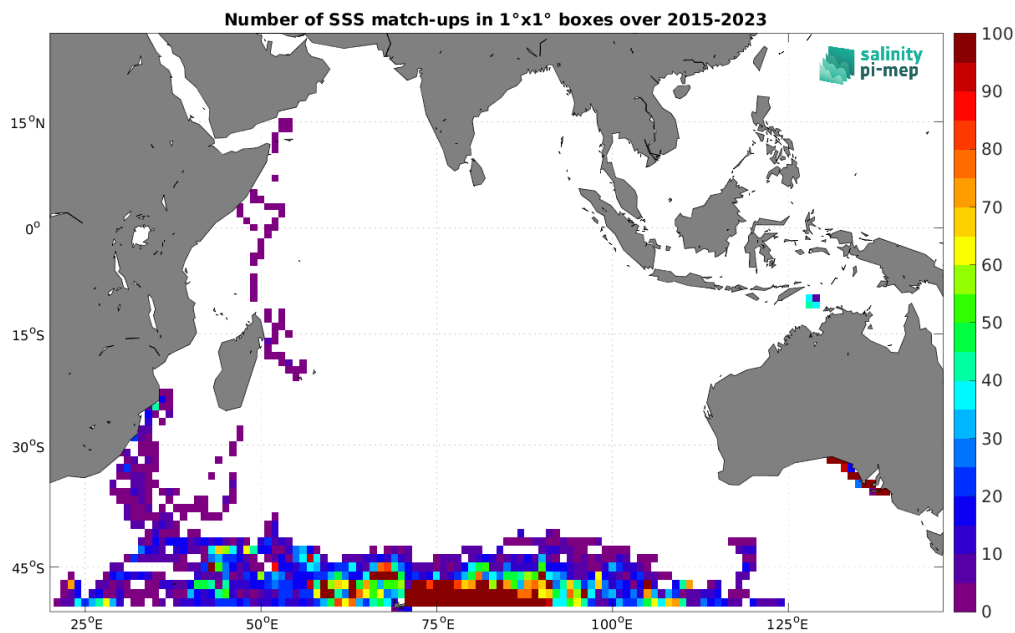 Number of SSS match-ups in 1°x1° boxes over 2015-2023
salinity
pi-mep
15°N
0°
15°S
30°S
45°S
25°E
50°E
75°E
100°E
125°E
100
90
80
70
60
50
40
30
20
10
0